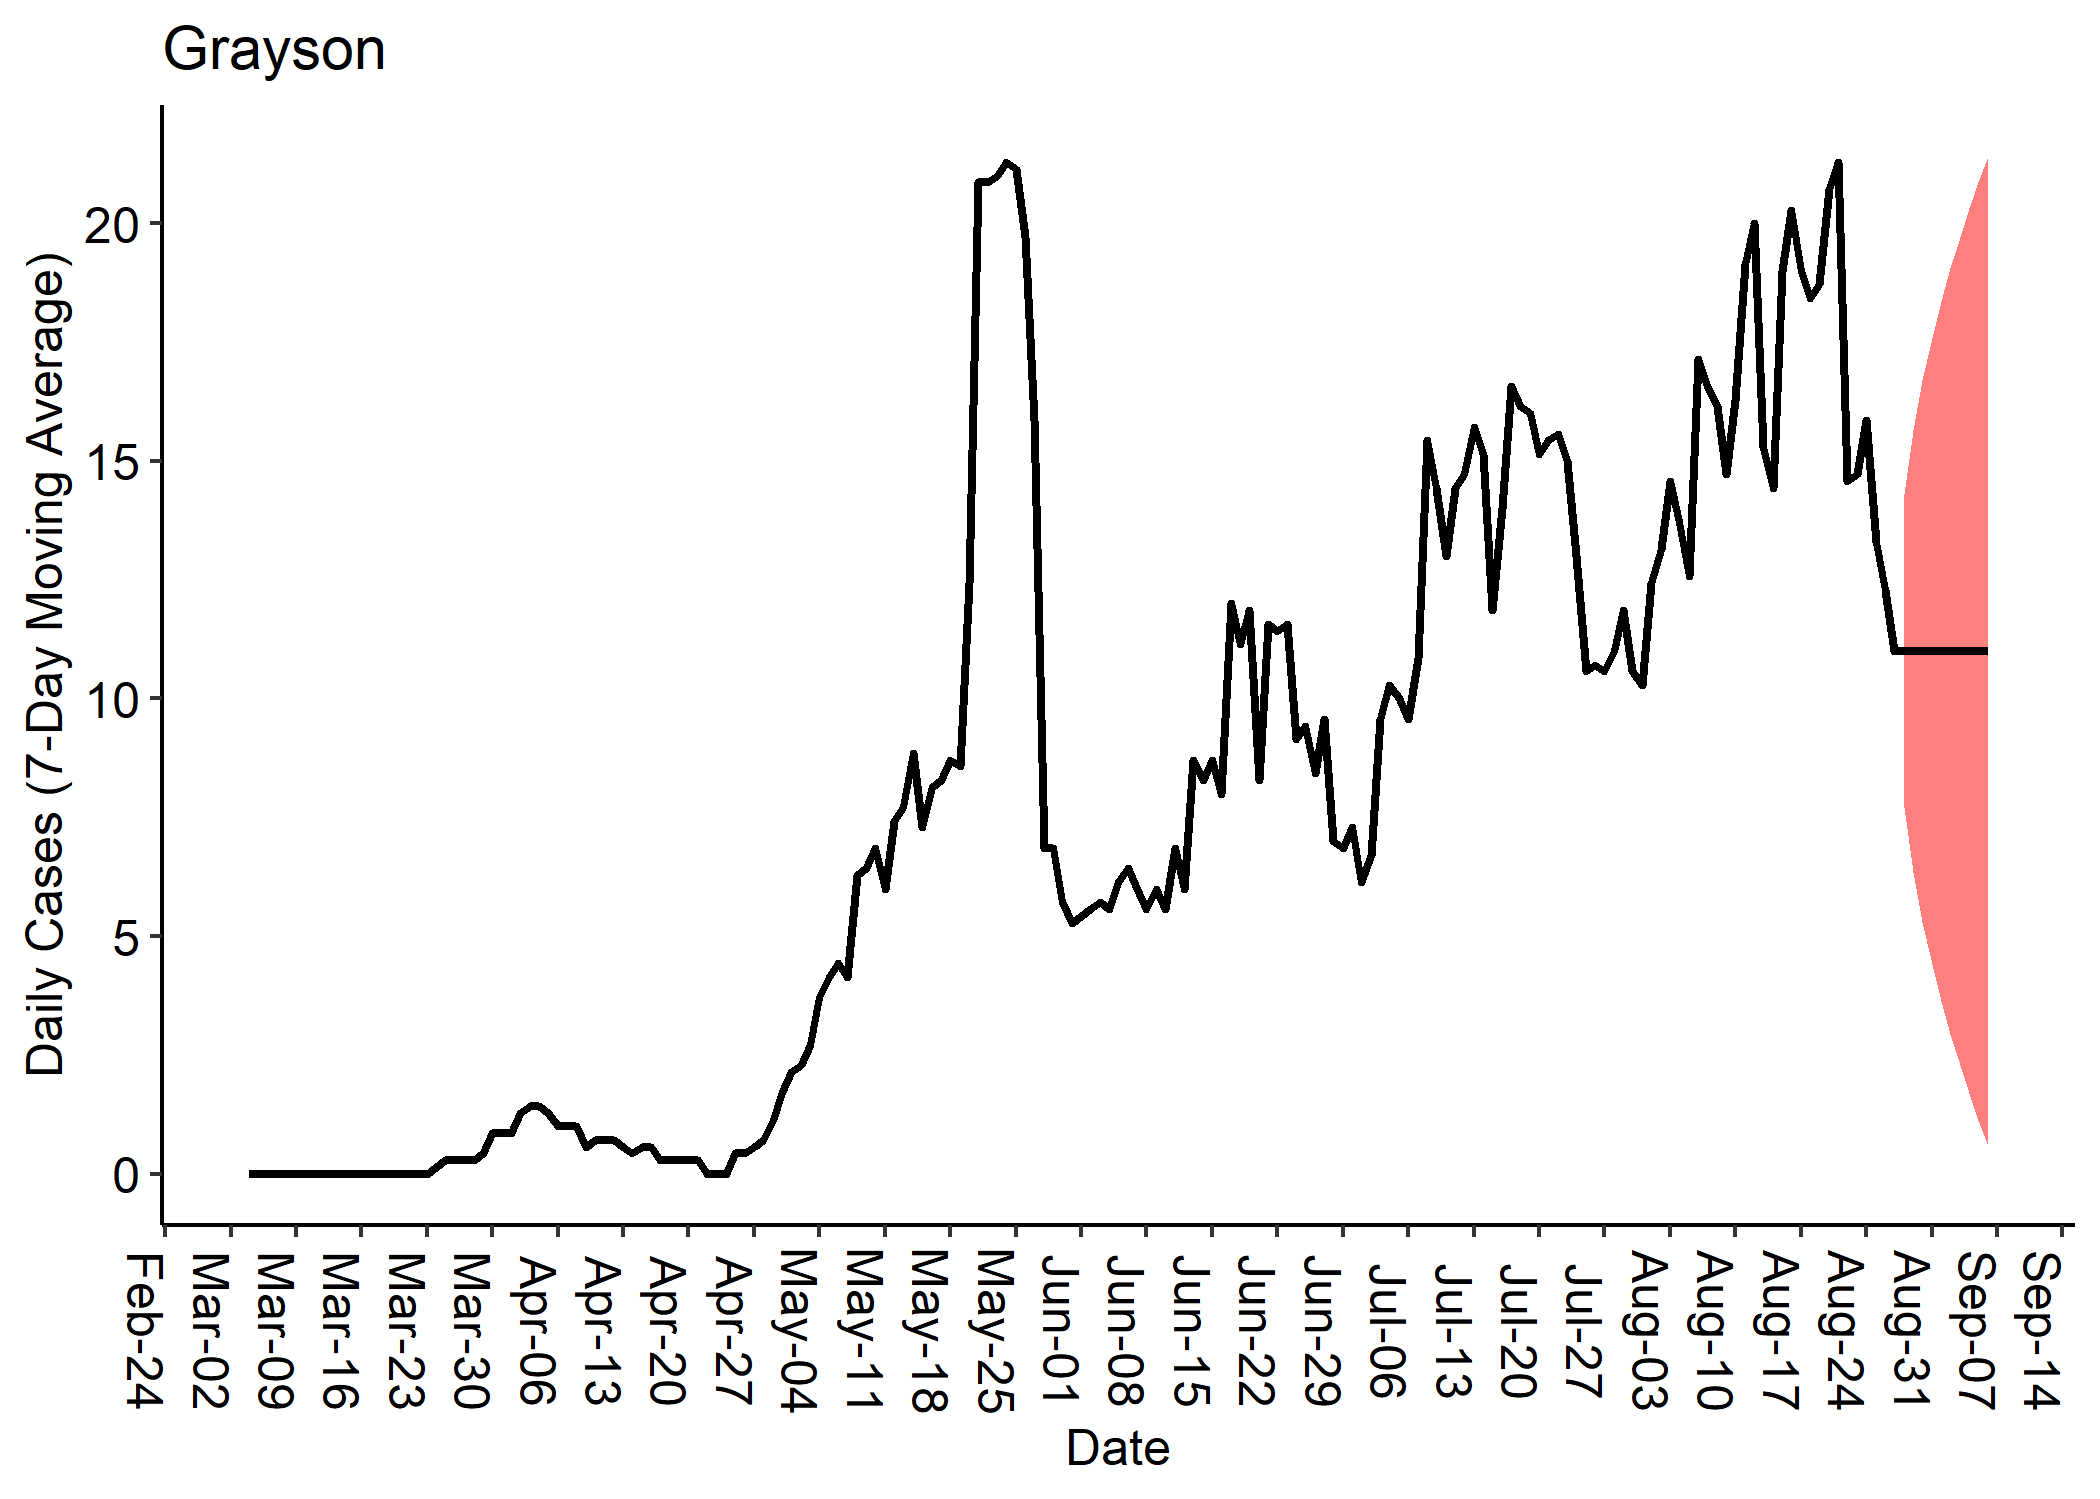 Grayson
Daily Cases (7-Day Moving Average)
20
15
10
5
0
Feb-24
Mar-02
Mar-09
Mar-16
Mar-23
Mar-30
Apr-06
Apr-13
Apr-20
Apr-27
May-04
May-11
May-18
May-25
Jun-01
Jun-08
Jun-15
Jun-22
Jun-29
Jul-06
Jul-13
Jul-20
Jul-27
Aug-03
Aug-10
Aug-17
Aug-24
Aug-31
Sep-07
Sep-14
Date